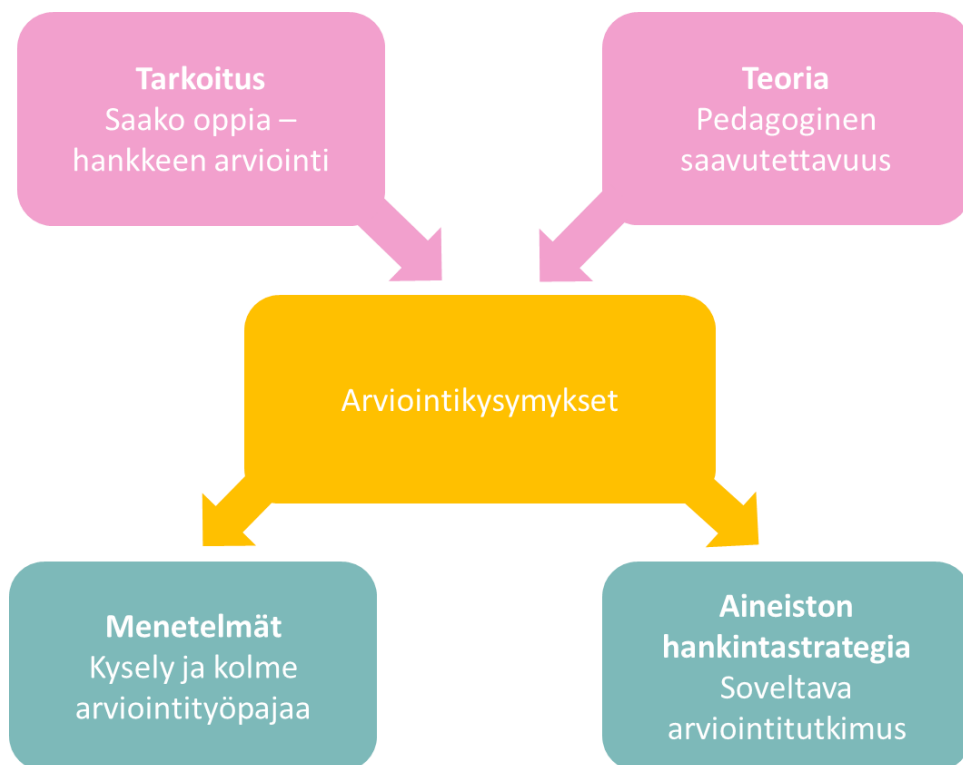 Tarkoitus
Saako oppia –
hankkeen arviointi
Teoria
Pedagoginen
saavutettavuus
Arviointikysymykset
Menetelmät
Kysely ja kolme
arviointityöpajaa
Aineiston
hankintastrategia
Soveltava
arviointitutkimus